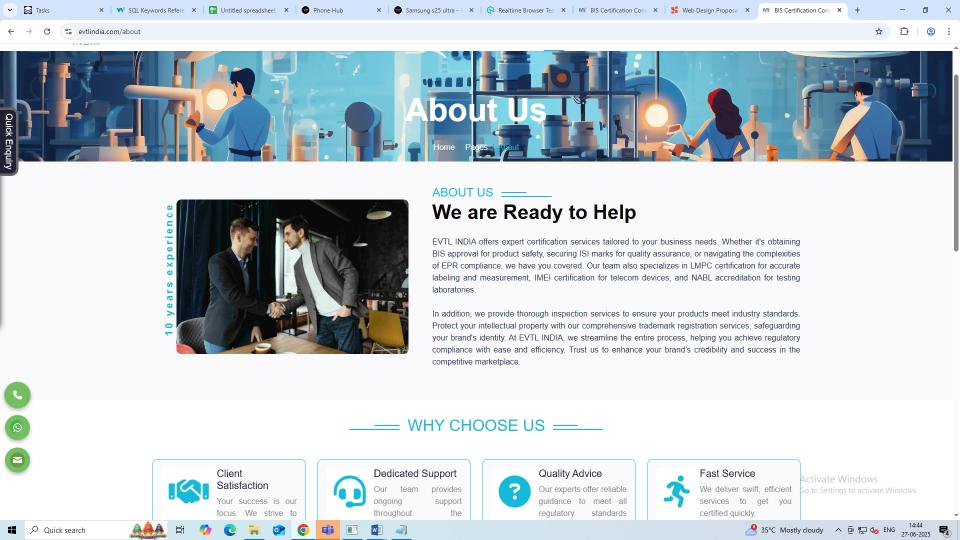 Tasks
SQL Keywords Refere
Untitled spreadsheet
Phone Hub
Samsung s25 ultra –
Realtime Browser Te
BIS Certification Con
Web Design Proposa
BIS Certification Con
evtlindia.com/about
INDIA
About Us
Home Pages About
Quick Enquiry
10 years experience
ABOUT US
We are Ready to Help
EVTL INDIA offers expert certification services tailored to your business needs. Whether it's obtaining
BIS approval for product safety, securing ISI marks for quality assurance, or navigating the complexities
of EPR compliance, we have you covered. Our team also specializes in LMPC certification for accurate
labeling and measurement, IMEI certification for telecom devices, and NABL accreditation for testing
laboratories.
In addition, we provide thorough inspection services to ensure your products meet industry standards.
Protect your intellectual property with our comprehensive trademark registration services, safeguarding
your brand's identity. At EVTL INDIA, we streamline the entire process, helping you achieve regulatory
compliance with ease and efficiency. Trust us to enhance your brand's credibility and success in the
competitive marketplace.
WHY CHOOSE US
Client
Satisfaction
Your success is our
focus. We strive to
Dedicated Support
Our team provides
ongoing support
throughout the
Quality Advice
Our experts offer reliable
guidance to meet all
regulatory standards
Fast Service
We deliver swift, efficient
services to get you
certified quickly.
Activate Windows
Go to Settings to activate Windows.
Quick search
35°C Mostly cloudy
ENG
14:44
27-06-2025